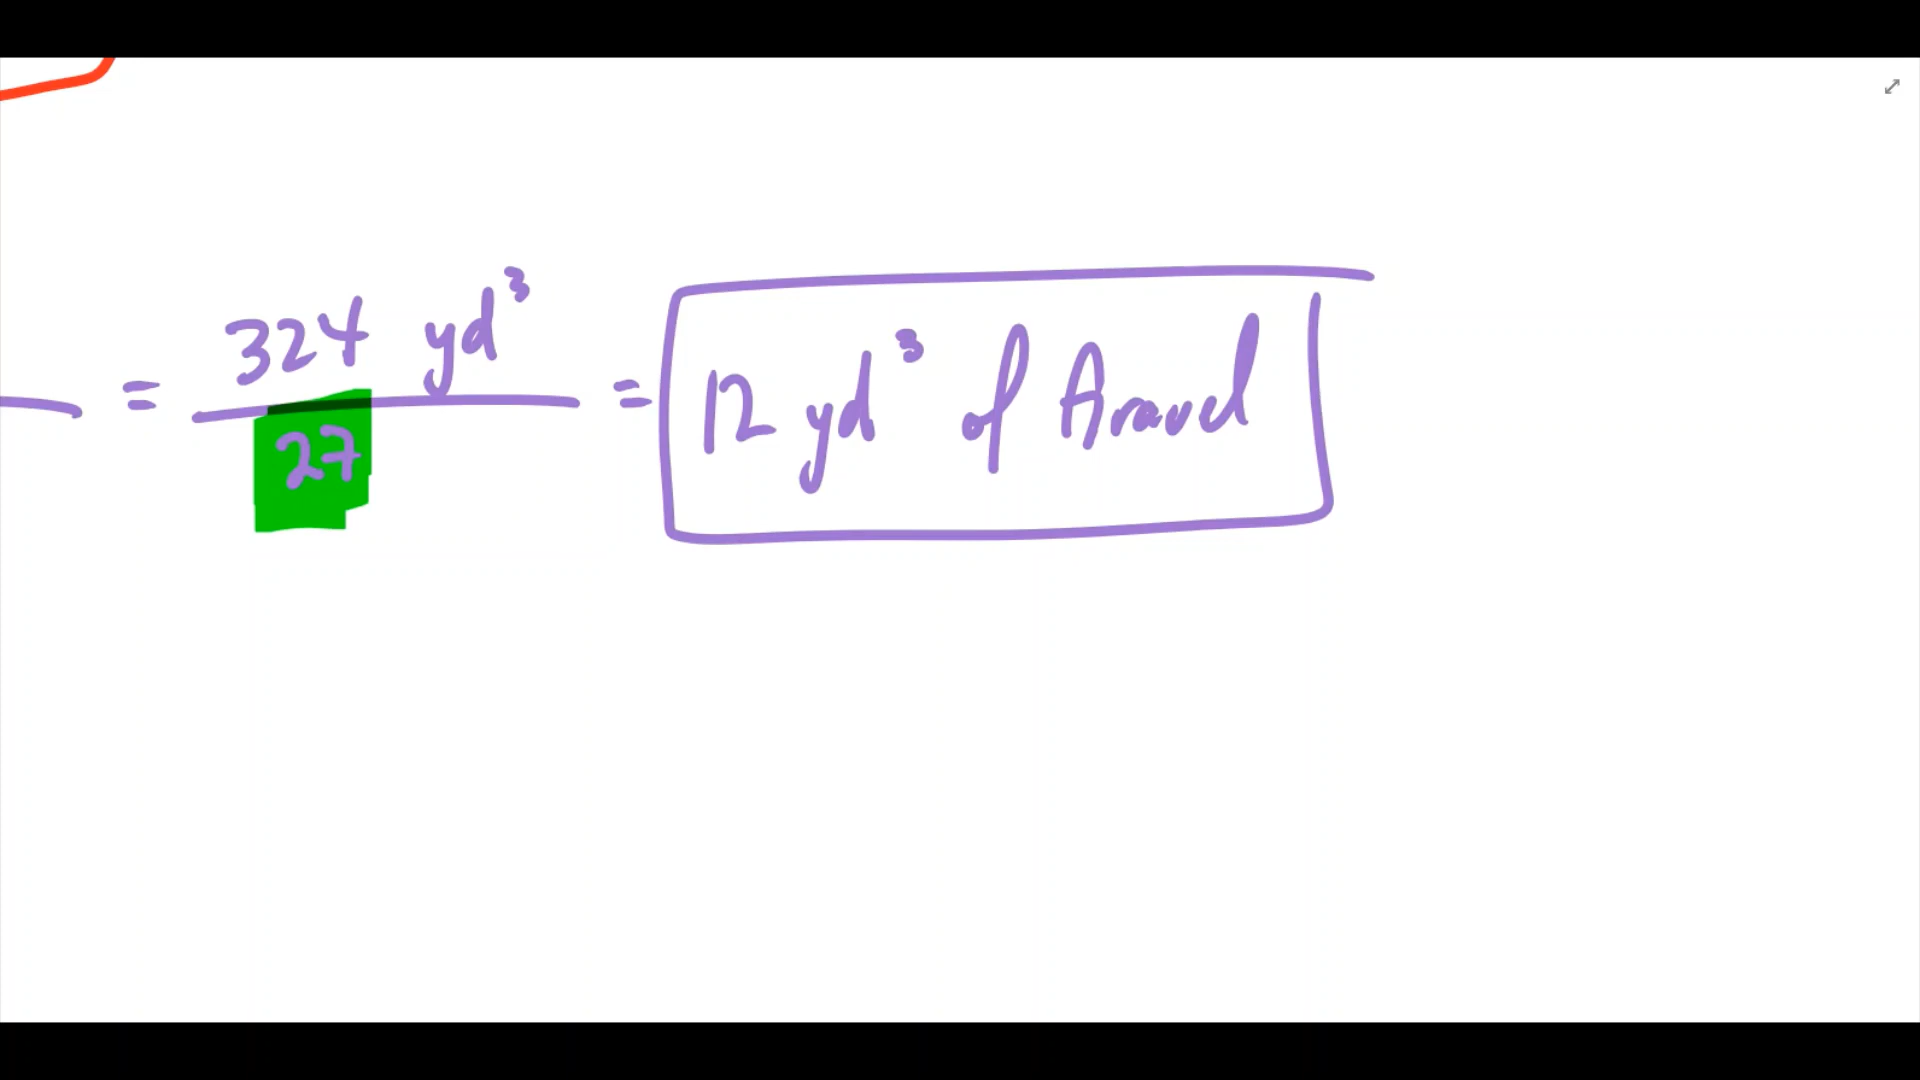 = 324 yd³ / 27 = 12 yd³ of Gravel